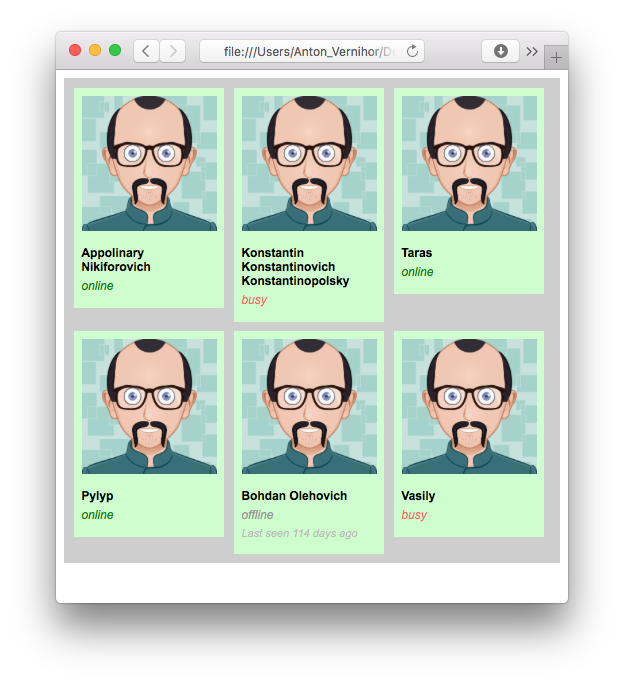 file:///Users/Anton_Vernihor/De
Appolinary
Nikiforovich
online
Konstantin
Konstantinovich
Konstantinopolsky
busy
Taras
online
Pylyp
online
Bohdan Olehovich
offline
Last seen 114 days ago
Vasily
busy